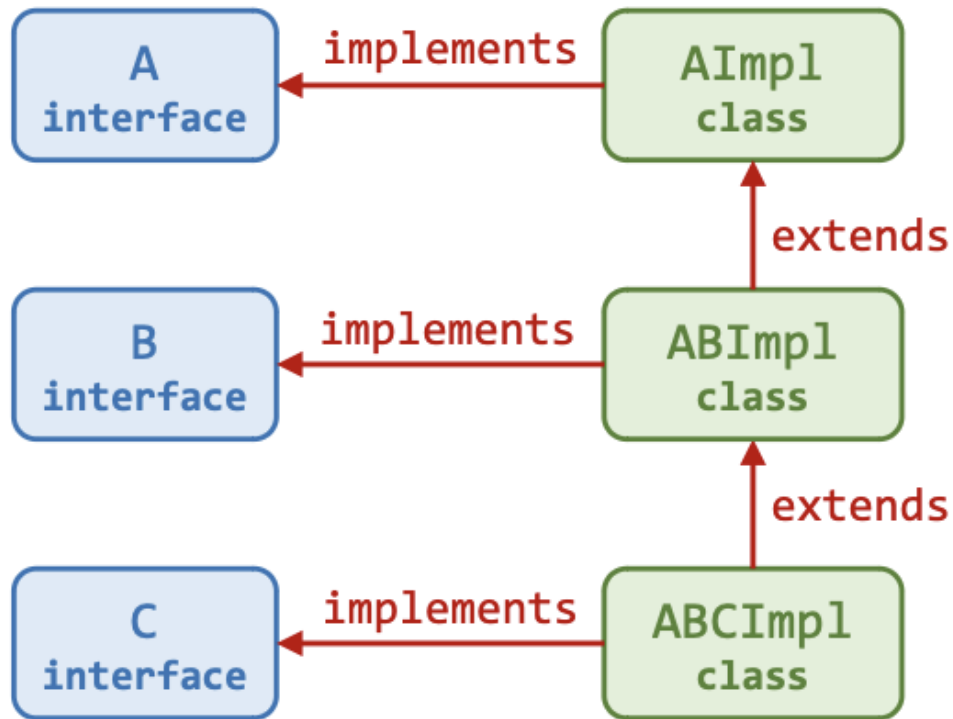 A
interface
implements
AImpl
class
extends
B
interface
implements
ABImpl
class
extends
C
interface
implements
ABCImpl
class